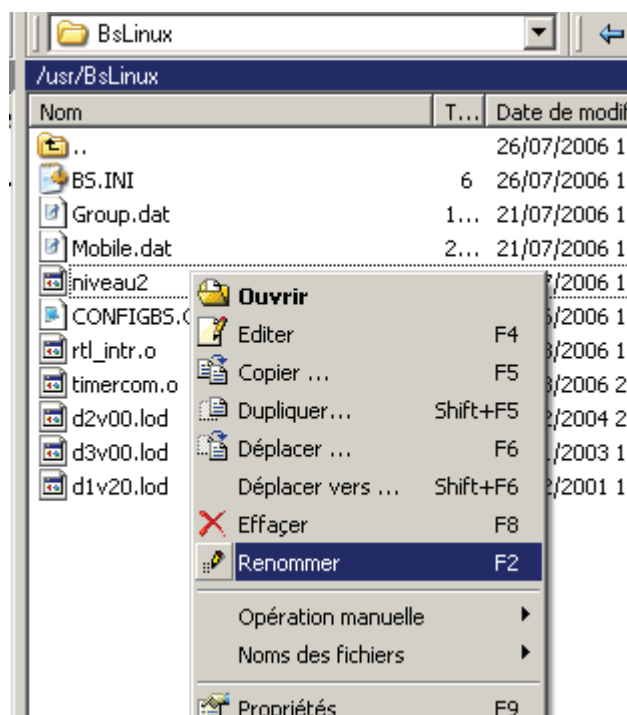 BsLinux
/usr/BsLinux
Nom T... Date de modif
.. 26/07/2006 1
BS.INI 6 26/07/2006 1
Group.dat 1... 21/07/2006 1
Mobile.dat 2... 21/07/2006 1
niveau2 /2006 1
CONFIGBS. /2006 1
rtl_intr.o /2006 1
timercom.o /2006 2
d2v00.lod /2004 2
d3v00.lod /2003 1
d1v20.lod /2001 1
Ouvrir
Editer F4
Copier ... F5
Dupliquer... Shift+F5
Déplacer ... F6
Déplacer vers ... Shift+F6
Effaçer F8
Renommer F2
Opération manuelle
Noms des fichiers
Propriétés F9